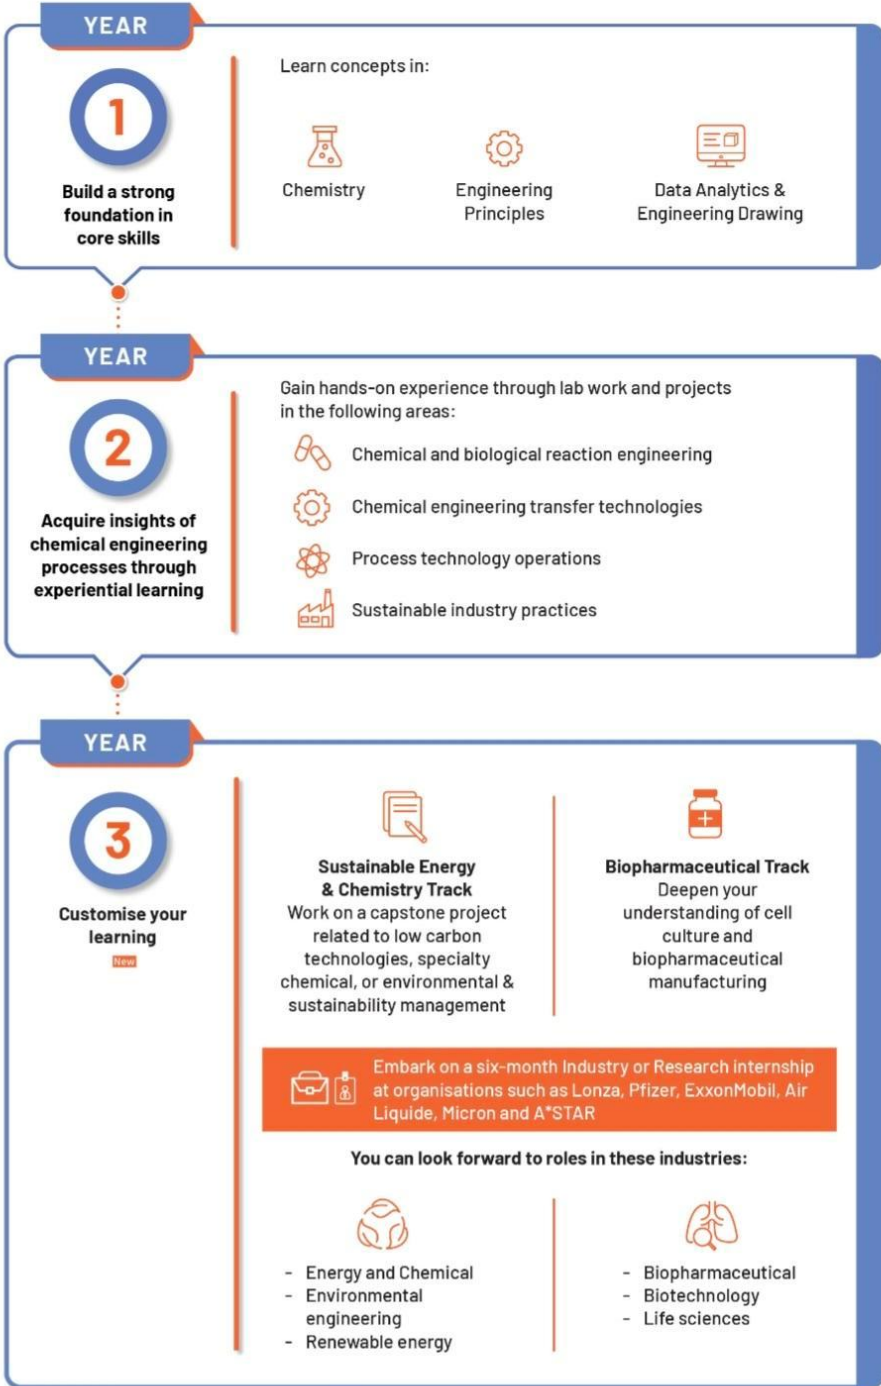 YEAR
1
Build a strong
foundation in
core skills
Learn concepts in:
Chemistry
Engineering
Principles
Data Analytics &
Engineering Drawing
YEAR
2
Acquire insights of
chemical engineering
processes through
experiential learning
Gain hands-on experience through lab work and projects
in the following areas:
Chemical and biological reaction engineering
Chemical engineering transfer technologies
Process technology operations
Sustainable industry practices
YEAR
3
Customise your
learning
New
Sustainable Energy
& Chemistry Track
Work on a capstone project
related to low carbon
technologies, specialty
chemical, or environmental &
sustainability management
Biopharmaceutical Track
Deepen your
understanding of cell
culture and
biopharmaceutical
manufacturing
Embark on a six-month Industry or Research internship
at organisations such as Lonza, Pfizer, ExxonMobil, Air
Liquide, Micron and A*STAR
You can look forward to roles in these industries:
- Energy and Chemical
- Environmental
engineering
- Renewable energy
- Biopharmaceutical
- Biotechnology
- Life sciences